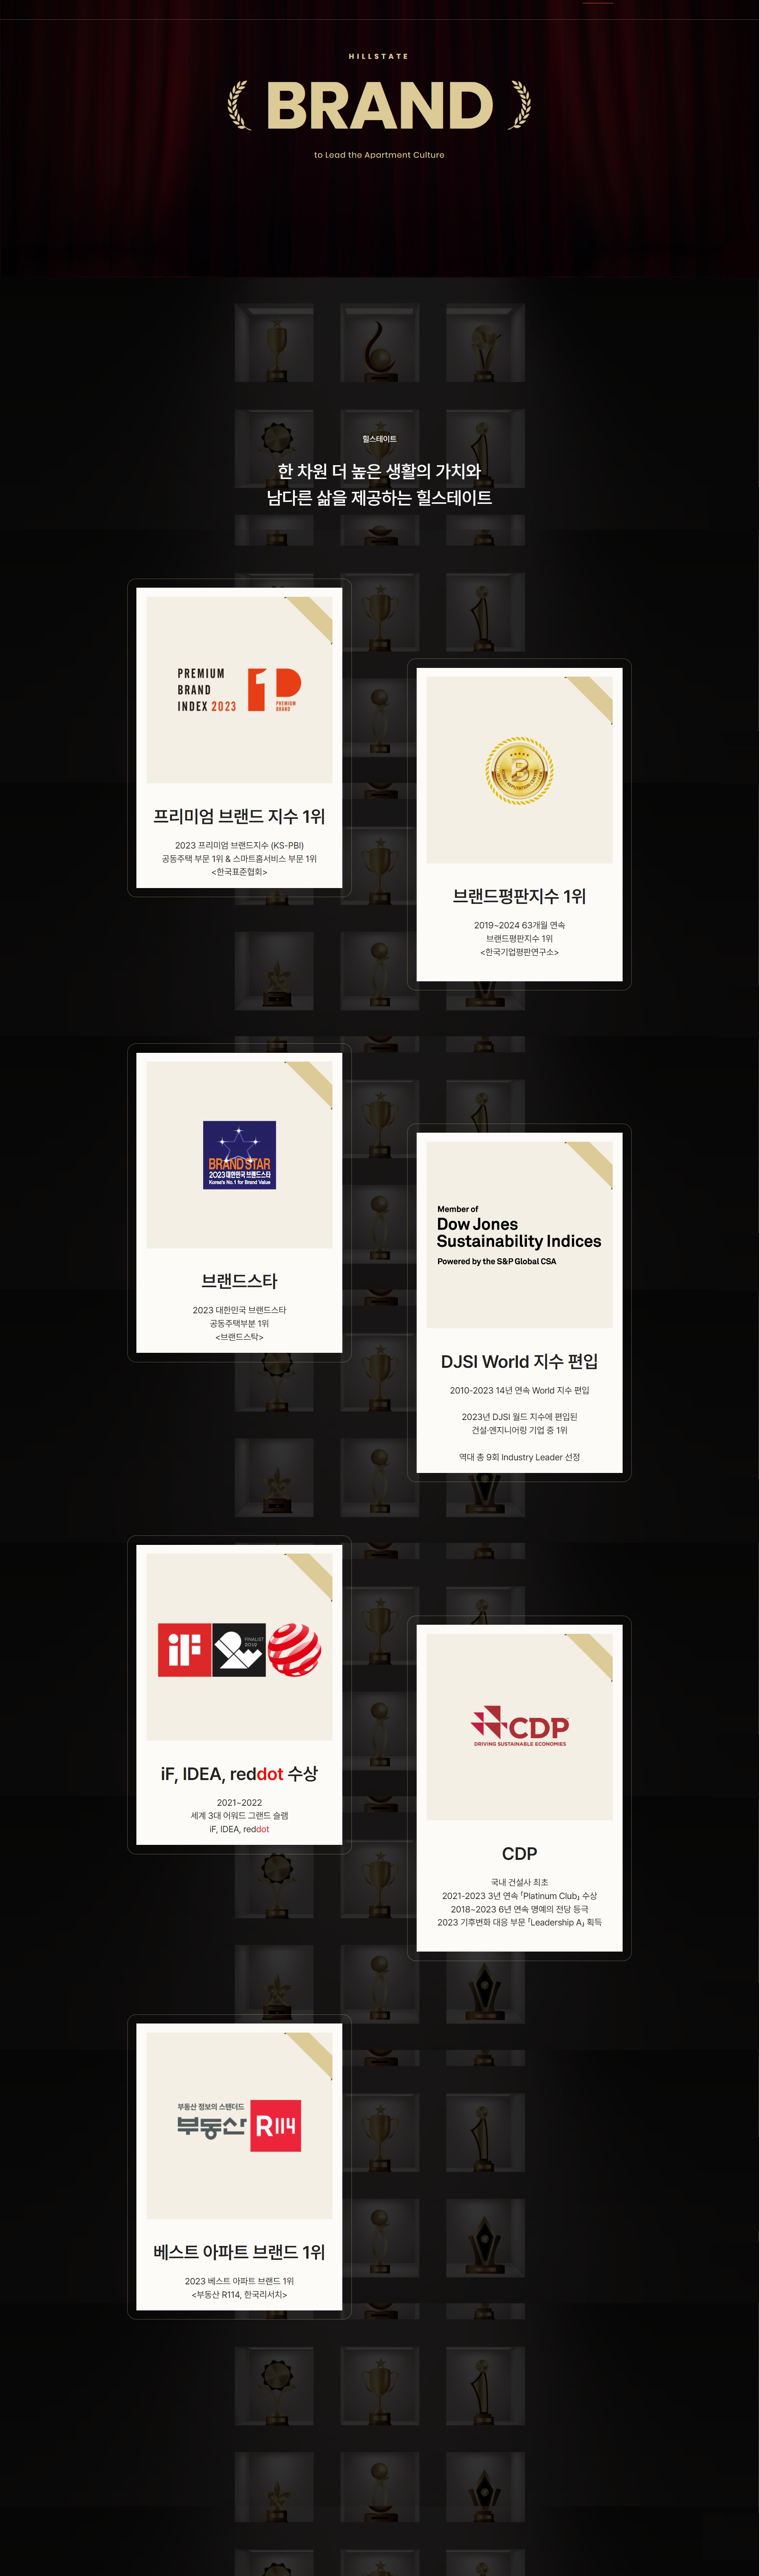 HILLSTATE
BRAND
to Lead the Apartment Culture
힐스테이트
한 차원 더 높은 생활의 가치와
남다른 삶을 제공하는 힐스테이트
PREMIUM
BRAND
INDEX 2023
PREMIUM
BRAND
프리미엄 브랜드 지수 1위
2023 프리미엄 브랜드지수 (KS-PBI)
공동주택 부문 1위 & 스마트홈서비스 부문 1위
<한국표준협회>
B
브랜드평판지수 1위
2019~2024 63개월 연속
브랜드평판지수 1위
<한국기업평판연구소>
BRAND STAR
2023 대한민국 브랜드스타
Korea's No.1 for Brand Value
브랜드스타
2023 대한민국 브랜드스타
공동주택부분 1위
<브랜드스탁>
Member of
Dow Jones
Sustainability Indices
Powered by the S&P Global CSA
DJSI World 지수 편입
2010-2023 14년 연속 World 지수 편입
2023년 DJSI 월드 지수에 편입된
건설·엔지니어링 기업 중 1위
역대 총 9회 Industry Leader 선정
iF
FINALIST
2019
iF, IDEA, reddot 수상
2021~2022
세계 3대 어워드 그랜드 슬램
iF, IDEA, reddot
CDP
DRIVING SUSTAINABLE ECONOMIES
CDP
국내 건설사 최초
2021-2023 3년 연속 「Platinum Club」 수상
2018~2023 6년 연속 명예의 전당 등극
2023 기후변화 대응 부문 「Leadership A」 획득
부동산 정보의 스탠더드
부동산 R114
베스트 아파트 브랜드 1위
2023 베스트 아파트 브랜드 1위
<부동산 R114, 한국리서치>